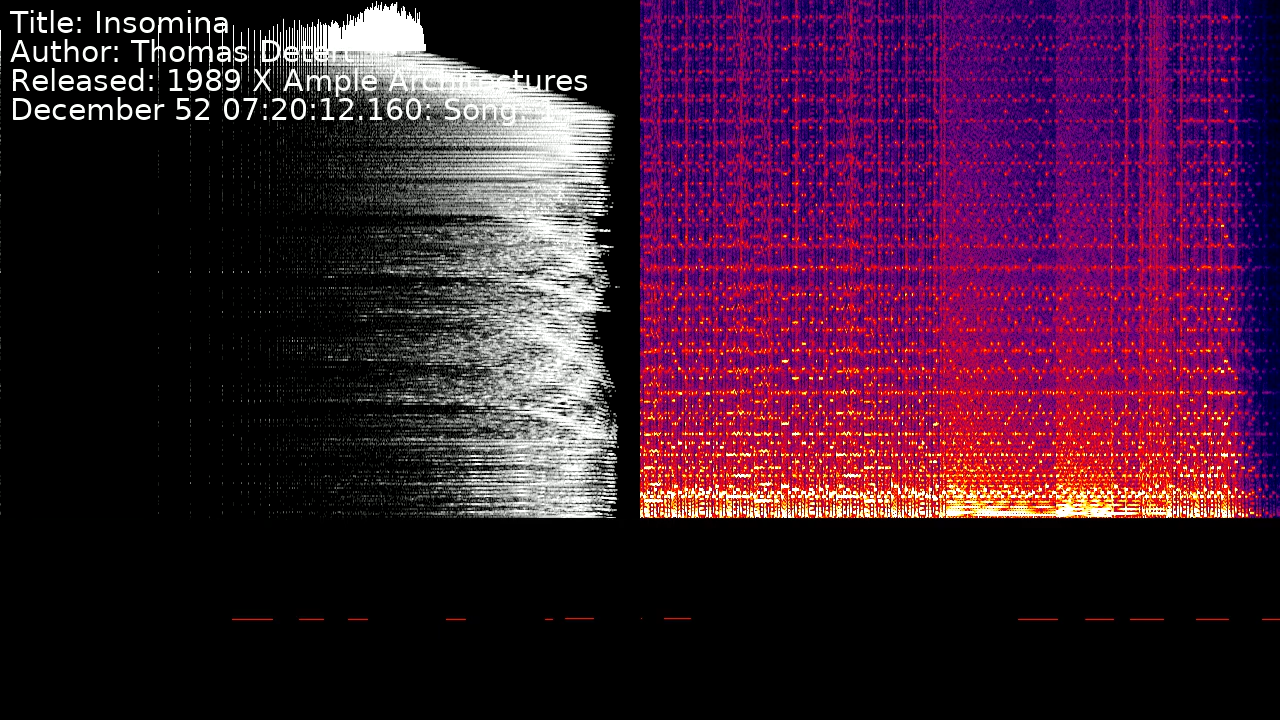 Title: Insomina
Author: Thomas Detert
Released: 1989 X Ample Architectures
December 52 07:20:12.160: Song